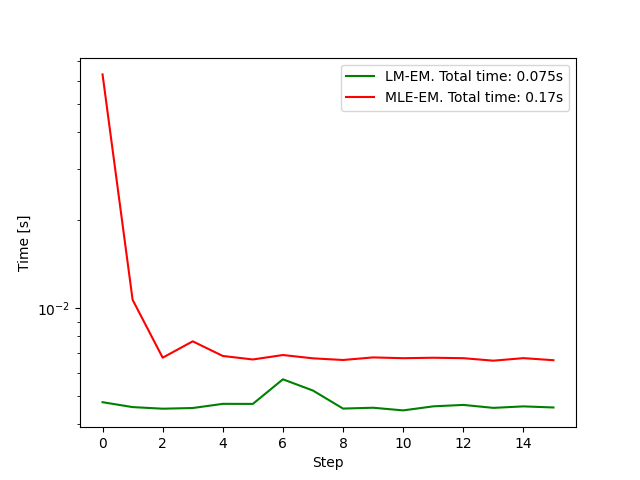 LM-EM. Total time: 0.075s
MLE-EM. Total time: 0.17s
Time [s]
10⁻²
0 2 4 6 8 10 12 14
Step